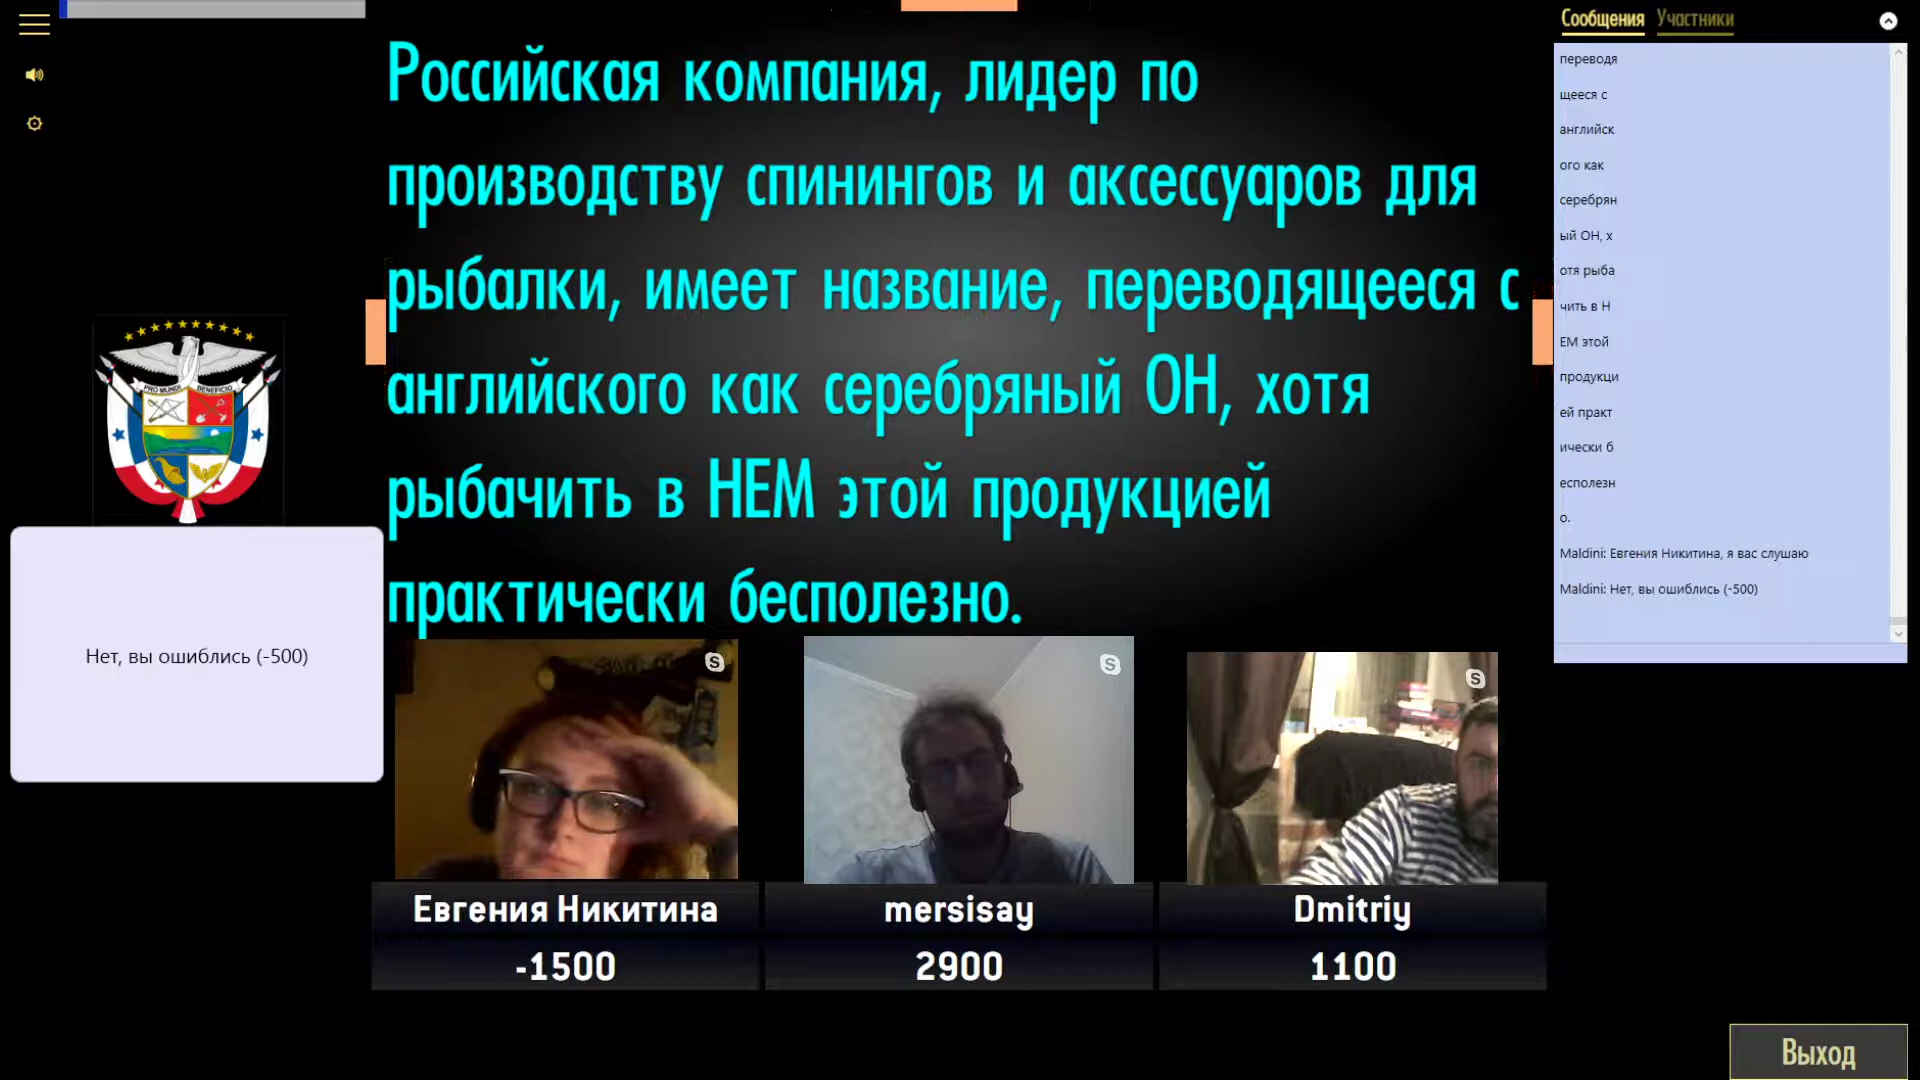 Российская компания, лидер по
производству спинингов и аксессуаров для
рыбалки, имеет название, переводящееся с
английского как серебряный ОН, хотя
рыбачить в НЕМ этой продукцией
практически бесполезно.
Сообщения Участники
переводя
щееся с
английск
ого как
серебрян
ый ОН, х
отя рыба
чить в Н
ЕМ этой
продукци
ей практ
ически б
есполезн
о.
Maldini: Евгения Никитина, я вас слушаю
Maldini: Нет, вы ошиблись (-500)
PRO MUNDI BENEFICIO
Нет, вы ошиблись (-500)
Евгения Никитина
-1500
mersisay
2900
Dmitriy
1100
Выход